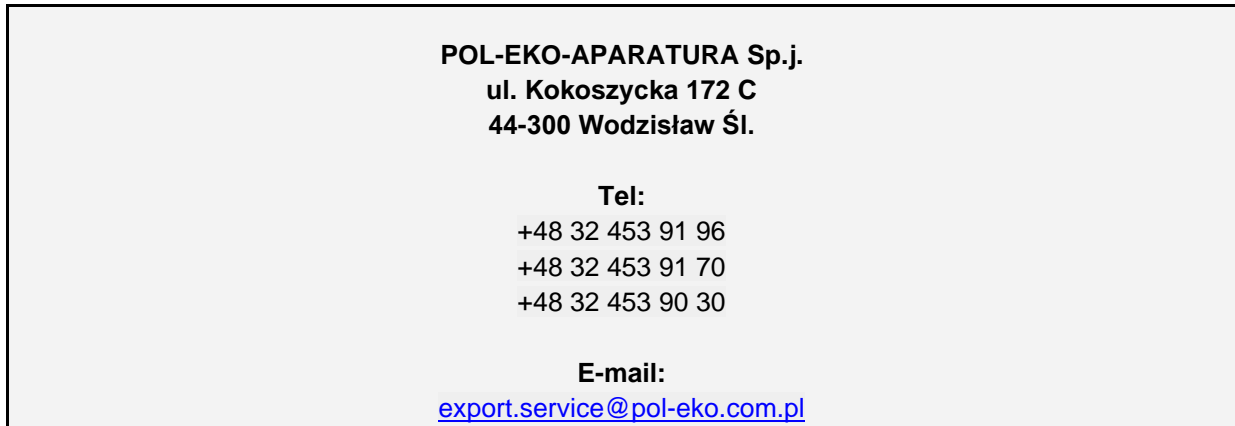 POL-EKO-APARATURA Sp.j.
ul. Kokoszycka 172 C
44-300 Wodzisław Śl.
Tel:
+48 32 453 91 96
+48 32 453 91 70
+48 32 453 90 30
E-mail:
export.service@pol-eko.com.pl